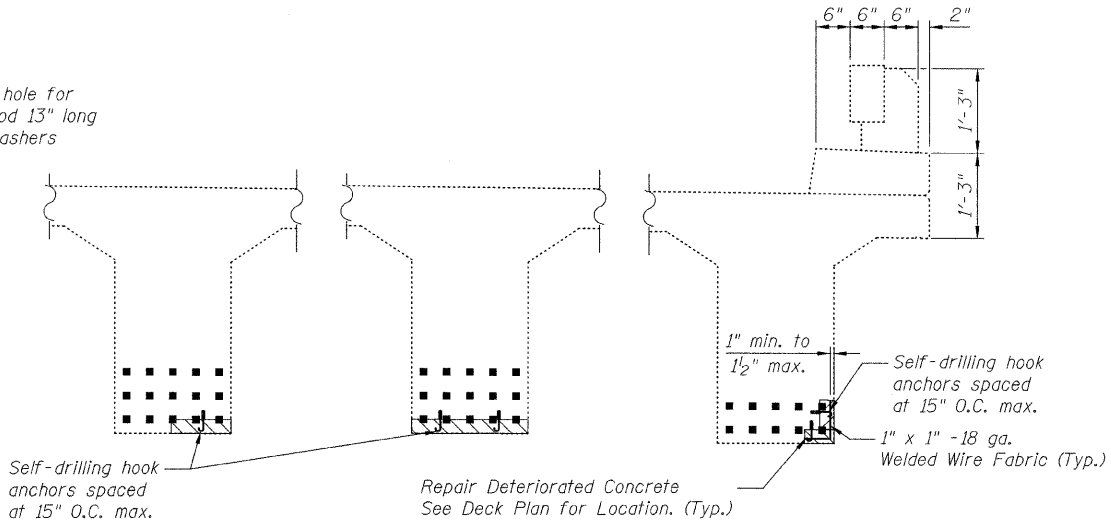 6" 6" 6" 2"
hole for
od 13" long
ashers
1'-3"
1'-3"
1" min. to
1½" max.
Self-drilling hook
anchors spaced
at 15" O.C. max.
1" x 1" -18 ga.
Welded Wire Fabric (Typ.)
Self-drilling hook
anchors spaced
at 15" O.C. max.
Repair Deteriorated Concrete
See Deck Plan for Location. (Typ.)